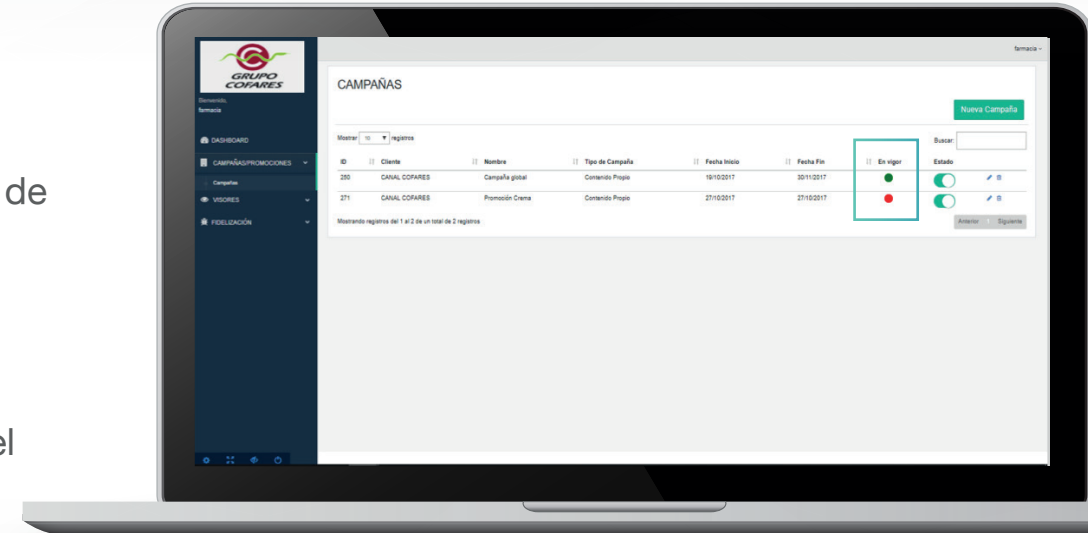 de
el
GRUPO
COFARES
Bienvenido,
farmacia
DASHBOARD
CAMPAÑAS/PROMOCIONES
Campañas
VISORES
FIDELIZACIÓN
farmacia
CAMPAÑAS
Nueva Campaña
Mostrar 10 registros
Buscar:
ID Cliente Nombre Tipo de Campaña Fecha Inicio Fecha Fin En vigor Estado
250 CANAL COFARES Campaña global Contenido Propio 19/10/2017 30/11/2017
271 CANAL COFARES Promoción Crema Contenido Propio 27/10/2017 27/10/2017
Mostrando registros del 1 al 2 de un total de 2 registros
Anterior 1 Siguiente